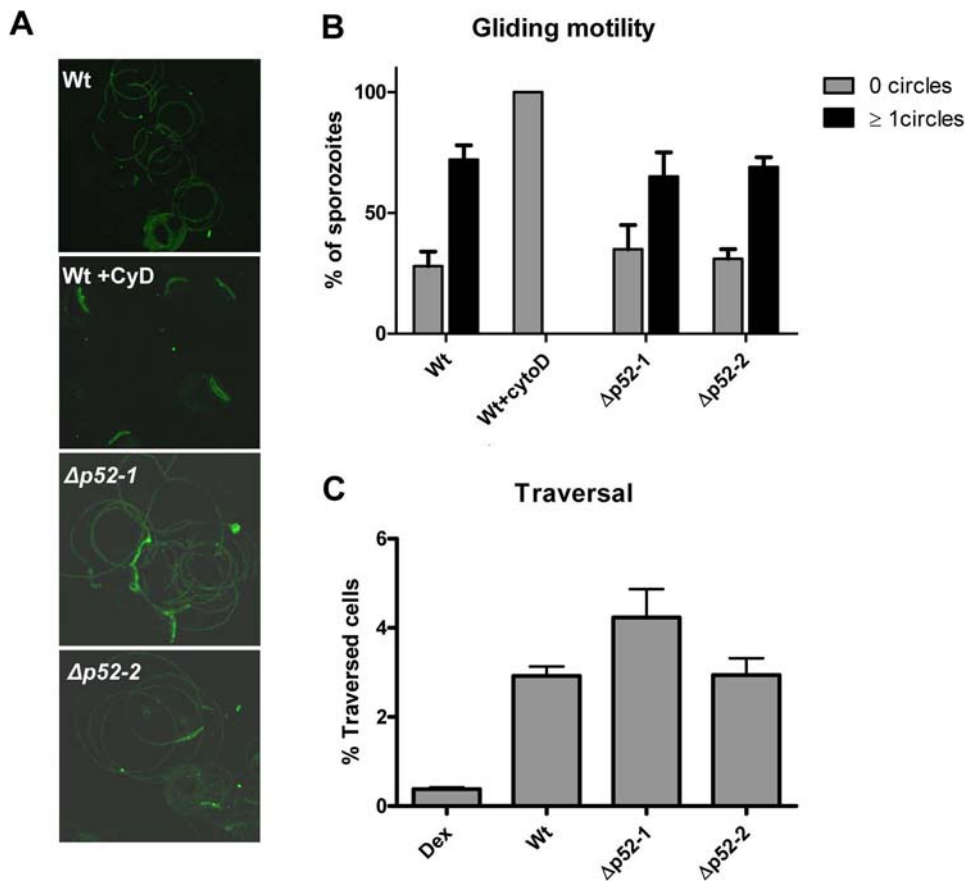 A
Wt
Wt +CyD
Δp52-1
Δp52-2
B
Gliding motility
0 circles
≥ 1circles
% of sporozoites
100
50
0
Wt
Wt+cytoD
Δp52-1
Δp52-2
C
Traversal
% Traversed cells
6
4
2
0
Dex
Wt
Δp52-1
Δp52-2